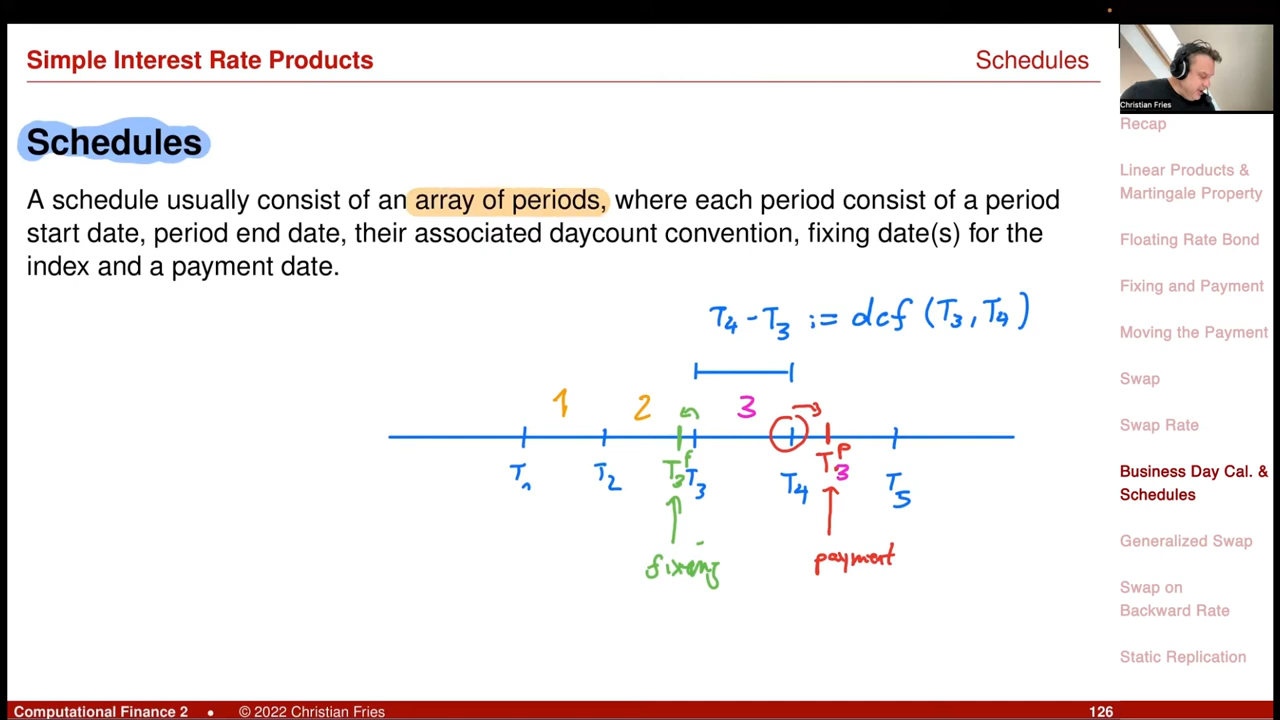 Simple Interest Rate Products
Schedules
Christian Fries
Schedules
A schedule usually consist of an array of periods, where each period consist of a period
start date, period end date, their associated daycount convention, fixing date(s) for the
index and a payment date.
T4 - T3 := dcf (T3, T4)
1 2 3
T1 T2 T3^f T3 T4 T3^p T5
fixing payment
Recap
Linear Products &
Martingale Property
Floating Rate Bond
Fixing and Payment
Moving the Payment
Swap
Swap Rate
Business Day Cal. &
Schedules
Generalized Swap
Swap on
Backward Rate
Static Replication
Computational Finance 2 • © 2022 Christian Fries 126